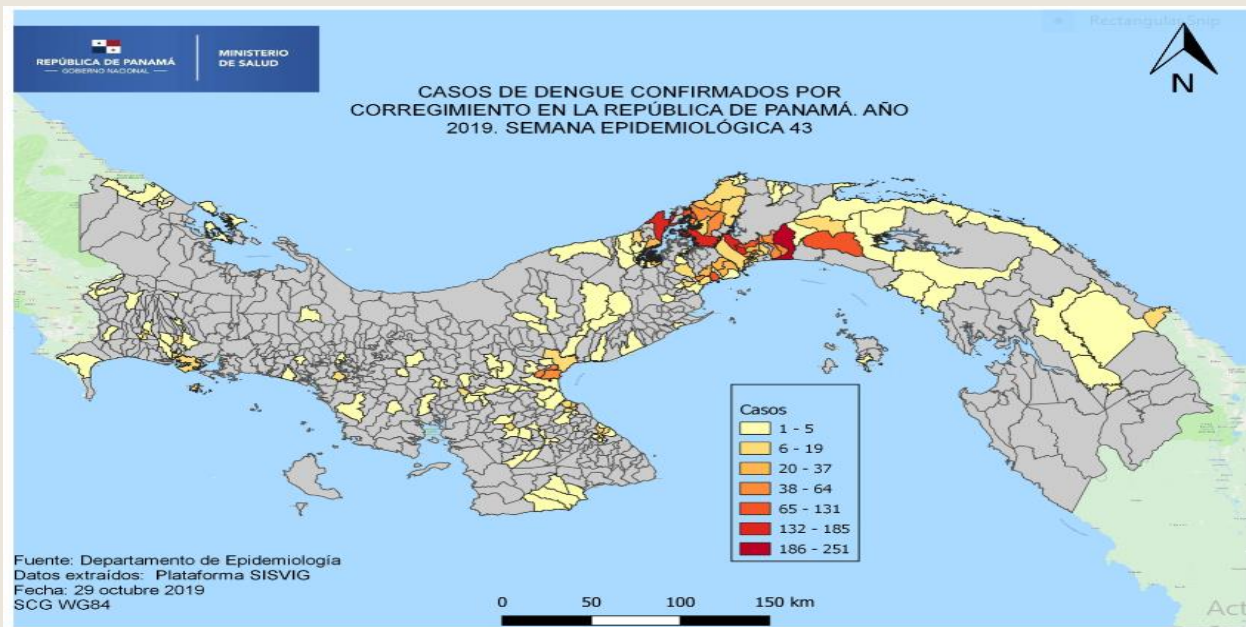 Rectangular Snip
REPÚBLICA DE PANAMÁ
— GOBIERNO NACIONAL —
MINISTERIO
DE SALUD
N
CASOS DE DENGUE CONFIRMADOS POR
CORREGIMIENTO EN LA REPÚBLICA DE PANAMÁ. AÑO
2019. SEMANA EPIDEMIOLÓGICA 43
Casos
1 - 5
6 - 19
20 - 37
38 - 64
65 - 131
132 - 185
186 - 251
Fuente: Departamento de Epidemiología
Datos extraídos: Plataforma SISVIG
Fecha: 29 octubre 2019
SCG WG84
0 50 100 150 km
Act